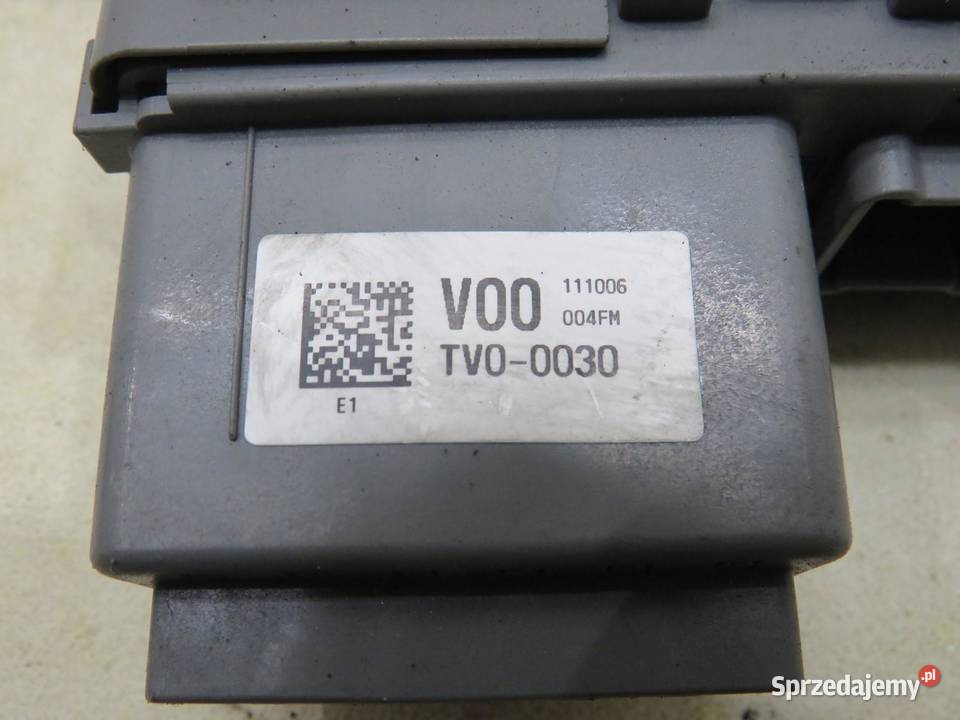 V00 111006
004FM
TV0-0030
E1
Sprzedajemy.pl